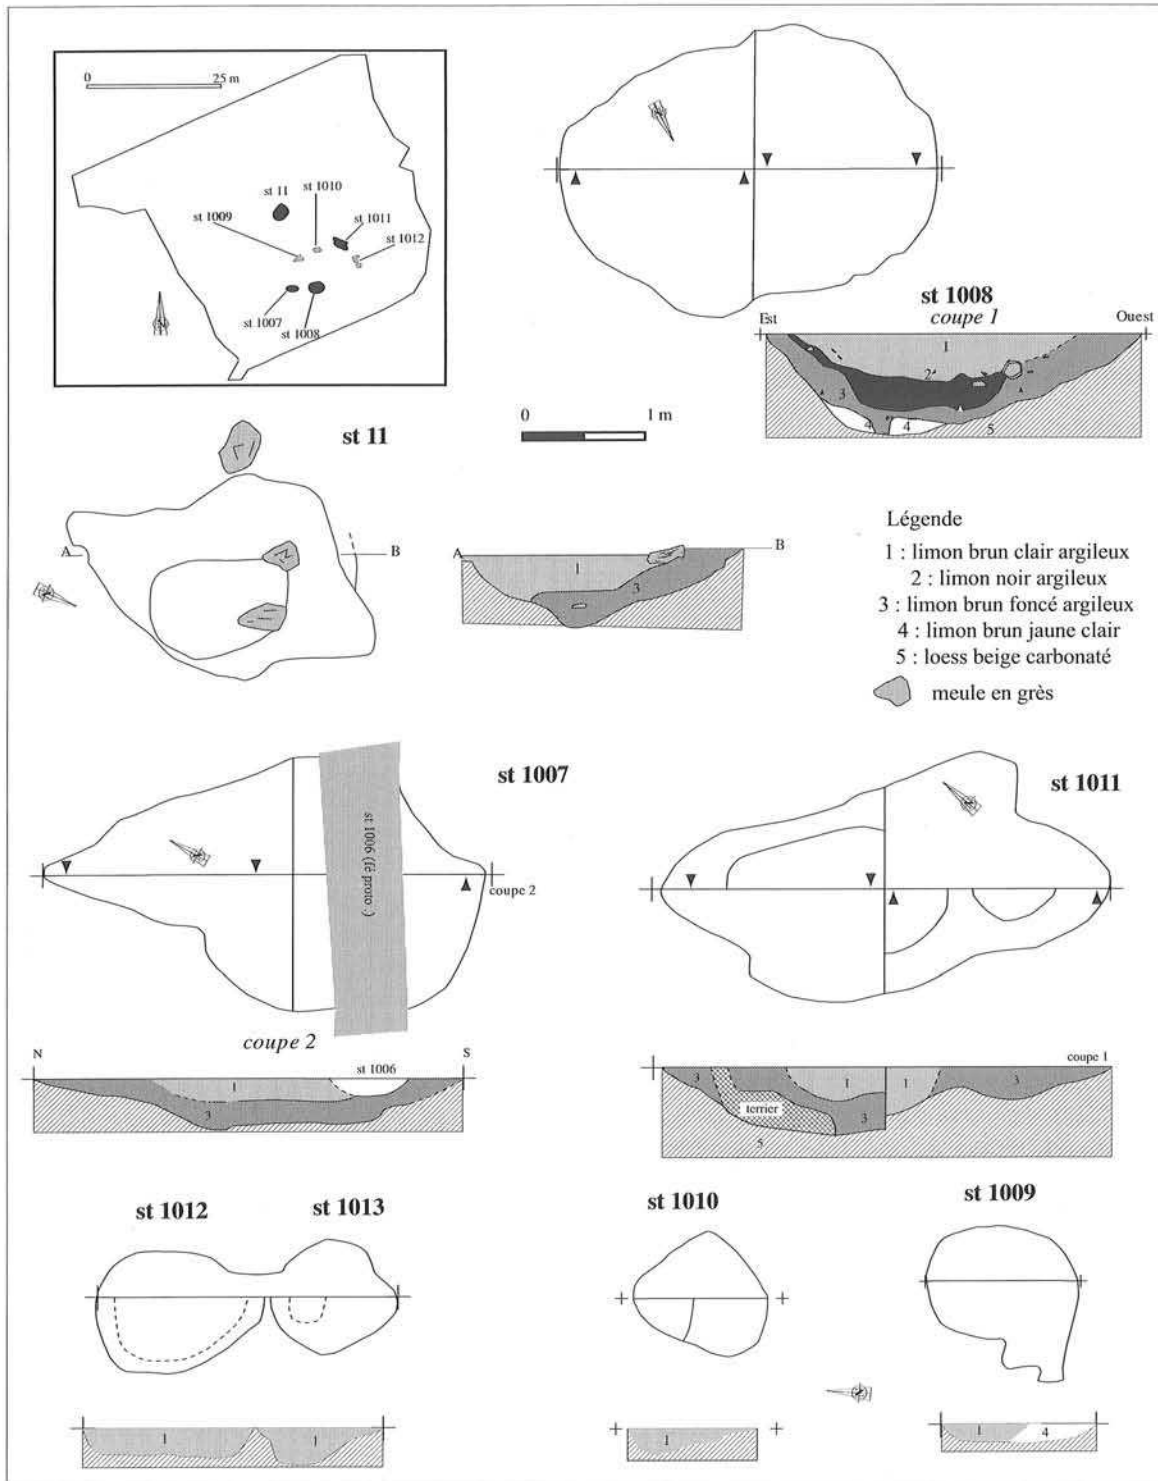 0 25 m
st 11
st 1010
st 1009
st 1011
st 1012
st 1007
st 1008
st 1008
coupe 1
Est Ouest
1
2
3
4 4 5
0 1 m
st 11
A B
A B
1
3
Légende
1 : limon brun clair argileux
2 : limon noir argileux
3 : limon brun foncé argileux
4 : limon brun jaune clair
5 : loess beige carbonaté
meule en grès
st 1007
st 1006 (fé proto .)
coupe 2
coupe 2
N S
st 1006
1
3
st 1011
coupe 1
3 1 1 3
terrier
3
5
st 1012 st 1013
1 1
st 1010
1
st 1009
1 4